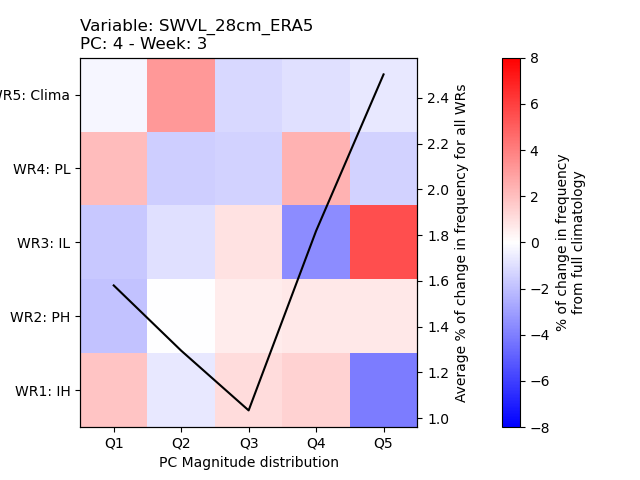 Variable: SWVL_28cm_ERA5
PC: 4 - Week: 3
WR5: Clima
WR4: PL
WR3: IL
WR2: PH
WR1: IH
Q1 Q2 Q3 Q4 Q5
PC Magnitude distribution
2.4
2.2
2.0
1.8
1.6
1.4
1.2
1.0
Average % of change in frequency for all WRs
8
6
4
2
0
−2
−4
−6
−8
% of change in frequency
from full climatology